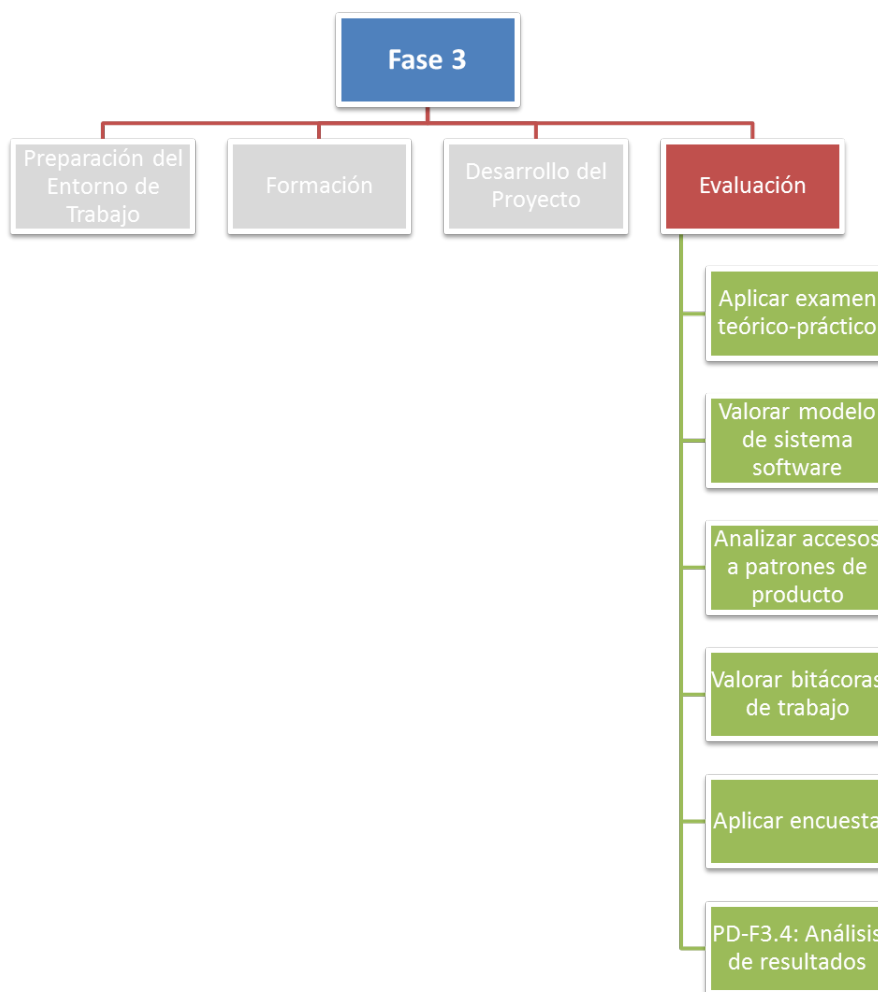 Fase 3
Preparación del
Entorno de
Trabajo
Formación
Desarrollo del
Proyecto
Evaluación
Aplicar examen
teórico-práctico
Valorar modelo
de sistema
software
Analizar accesos
a patrones de
producto
Valorar bitácoras
de trabajo
Aplicar encuesta
PD-F3.4: Análisis
de resultados